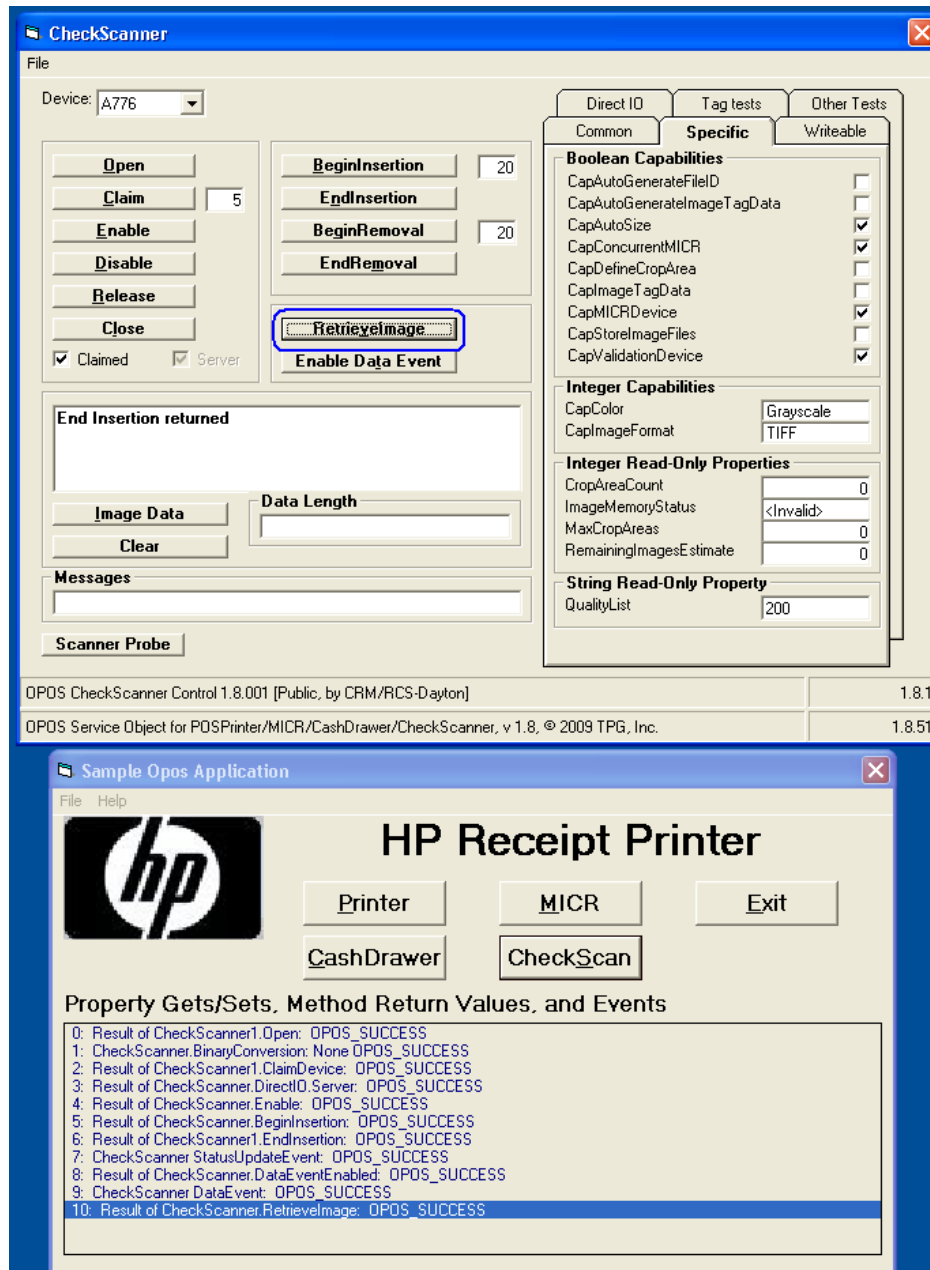 CheckScanner
File
Device: A776
Open
Claim 5
Enable
Disable
Release
Close
Claimed Server
BeginInsertion 20
EndInsertion
BeginRemoval 20
EndRemoval
RetrieveImage
Enable Data Event
End Insertion returned
Image Data
Clear
Data Length
Messages
Scanner Probe
Direct IO Tag tests Other Tests
Common Specific Writeable
Boolean Capabilities
CapAutoGenerateFileID
CapAutoGenerateImageTagData
CapAutoSize
CapConcurrentMICR
CapDefineCropArea
CapImageTagData
CapMICRDevice
CapStoreImageFiles
CapValidationDevice
Integer Capabilities
CapColor Grayscale
CapImageFormat TIFF
Integer Read-Only Properties
CropAreaCount 0
ImageMemoryStatus <Invalid>
MaxCropAreas 0
RemainingImagesEstimate 0
String Read-Only Property
QualityList 200
OPOS CheckScanner Control 1.8.001 [Public, by CRM/RCS-Dayton] 1.8.1
OPOS Service Object for POSPrinter/MICR/CashDrawer/CheckScanner, v 1.8, © 2009 TPG, Inc. 1.8.51
Sample Opos Application
File Help
hp
HP Receipt Printer
Printer MICR Exit
CashDrawer CheckScan
Property Gets/Sets, Method Return Values, and Events
0: Result of CheckScanner1.Open: OPOS_SUCCESS
1: CheckScanner.BinaryConversion: None OPOS_SUCCESS
2: Result of CheckScanner1.ClaimDevice: OPOS_SUCCESS
3: Result of CheckScanner.DirectIO.Server: OPOS_SUCCESS
4: Result of CheckScanner.Enable: OPOS_SUCCESS
5: Result of CheckScanner.BeginInsertion: OPOS_SUCCESS
6: Result of CheckScanner1.EndInsertion: OPOS_SUCCESS
7: CheckScanner StatusUpdateEvent: OPOS_SUCCESS
8: Result of CheckScanner.DataEventEnabled: OPOS_SUCCESS
9: CheckScanner DataEvent: OPOS_SUCCESS
10: Result of CheckScanner.RetrieveImage: OPOS_SUCCESS